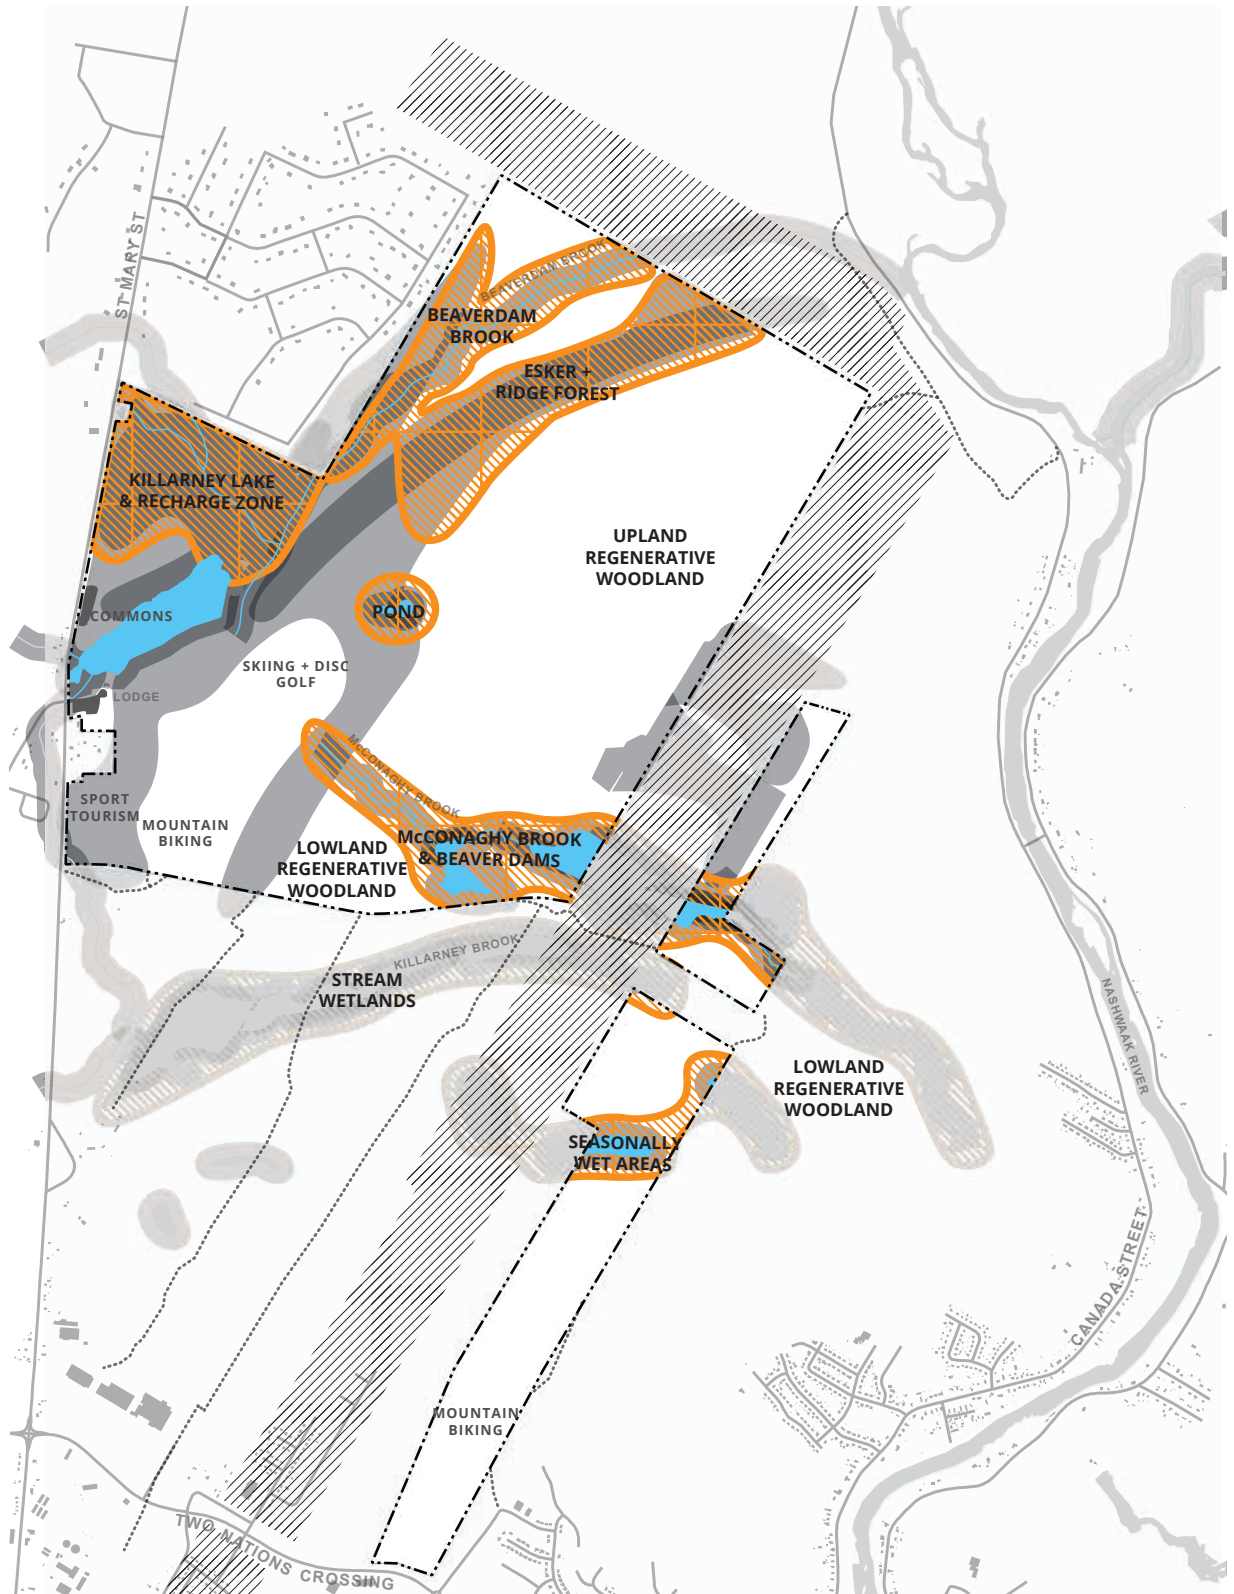 ST MARY ST
BEAVERDAM BROOK
BEAVERDAM
BROOK
ESKER +
RIDGE FOREST
KILLARNEY LAKE
& RECHARGE ZONE
UPLAND
REGENERATIVE
WOODLAND
POND
COMMONS
SKIING + DISC
GOLF
LODGE
McCONAGHY BROOK
SPORT
TOURISM
MOUNTAIN
BIKING
LOWLAND
REGENERATIVE
WOODLAND
McCONAGHY BROOK
& BEAVER DAMS
KILLARNEY BROOK
STREAM
WETLANDS
NASHWAAK RIVER
LOWLAND
REGENERATIVE
WOODLAND
SEASONALLY
WET AREAS
CANADA STREET
MOUNTAIN
BIKING
TWO NATIONS CROSSING